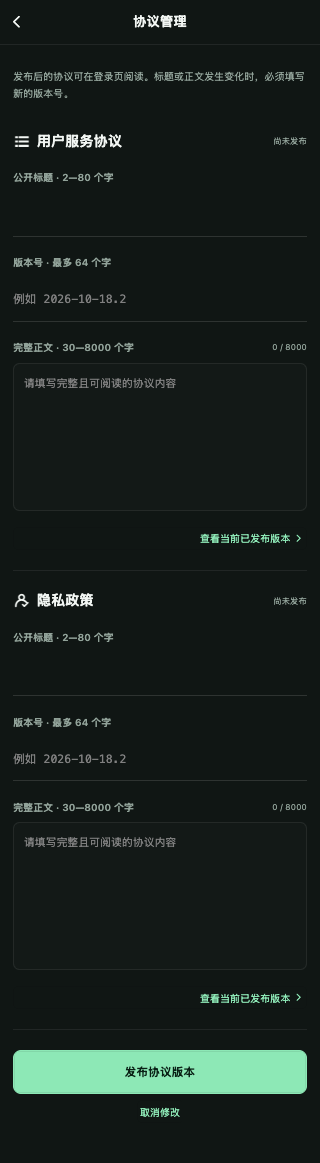 协议管理
发布后的协议可在登录页阅读。标题或正文发生变化时，必须填写
新的版本号。
用户服务协议
尚未发布
公开标题 · 2—80 个字
版本号 · 最多 64 个字
例如 2026-10-18.2
完整正文 · 30—8000 个字
0 / 8000
请填写完整且可阅读的协议内容
查看当前已发布版本
隐私政策
尚未发布
公开标题 · 2—80 个字
版本号 · 最多 64 个字
例如 2026-10-18.2
完整正文 · 30—8000 个字
0 / 8000
请填写完整且可阅读的协议内容
查看当前已发布版本
发布协议版本
取消修改